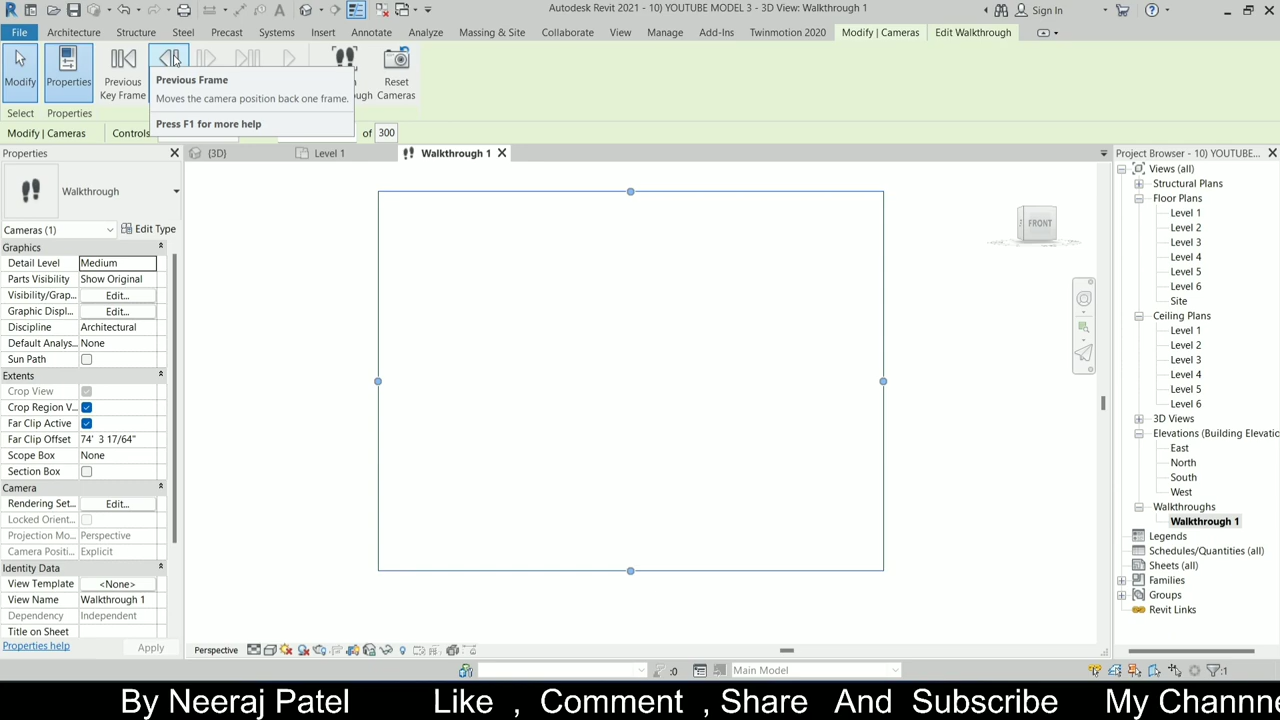 Autodesk Revit 2021 - 10) YOUTUBE MODEL 3 - 3D View: Walkthrough 1
Sign In
File Architecture Structure Steel Precast Systems Insert Annotate Analyze Massing & Site Collaborate View Manage Add-Ins Twinmotion 2020 Modify | Cameras Edit Walkthrough
Modify
Properties
Previous
Key Frame
Previous Frame
Moves the camera position back one frame.
Press F1 for more help
Reset
Cameras
Select Properties
Modify | Cameras Controls of 300
Properties
{3D} Level 1 Walkthrough 1
Project Browser - 10) YOUTUBE...
Walkthrough
Cameras (1) Edit Type
Graphics
Detail Level Medium
Parts Visibility Show Original
Visibility/Grap... Edit...
Graphic Displ... Edit...
Discipline Architectural
Default Analys... None
Sun Path
Extents
Crop View
Crop Region V...
Far Clip Active
Far Clip Offset 74' 3 17/64"
Scope Box None
Section Box
Camera
Rendering Set... Edit...
Locked Orient...
Projection Mo... Perspective
Camera Positi... Explicit
Identity Data
View Template <None>
View Name Walkthrough 1
Dependency Independent
Title on Sheet
Properties help Apply
FRONT
Views (all)
Structural Plans
Floor Plans
Level 1
Level 2
Level 3
Level 4
Level 5
Level 6
Site
Ceiling Plans
Level 1
Level 2
Level 3
Level 4
Level 5
Level 6
3D Views
Elevations (Building Elevatic
East
North
South
West
Walkthroughs
Walkthrough 1
Legends
Schedules/Quantities (all)
Sheets (all)
Families
Groups
Revit Links
Perspective
:0 Main Model :1
By Neeraj Patel Like , Comment , Share And Subscribe My Channne